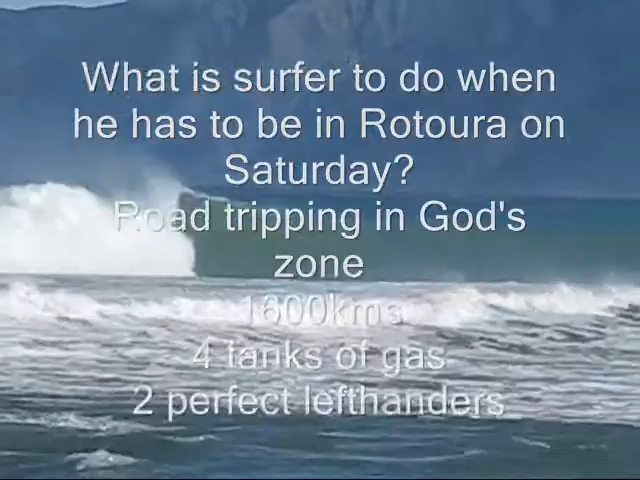 What is surfer to do when
he has to be in Rotoura on
Saturday?
Road tripping in God's
zone
1600kms
4 tanks of gas
2 perfect lefthanders